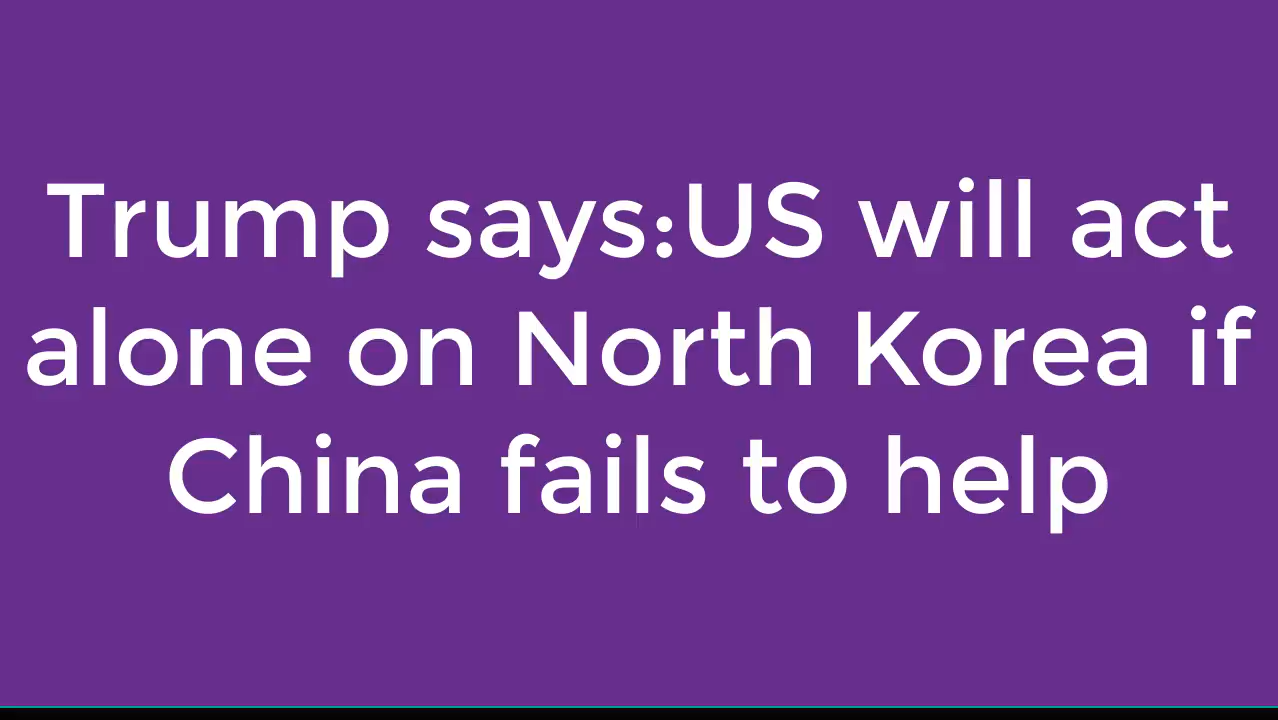 Trump says:US will act
alone on North Korea if
China fails to help